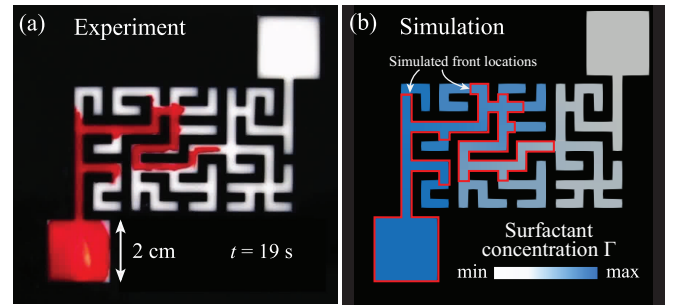 (a) Experiment
2 cm
t = 19 s
(b) Simulation
Simulated front locations
Surfactant
concentration Γ
min max